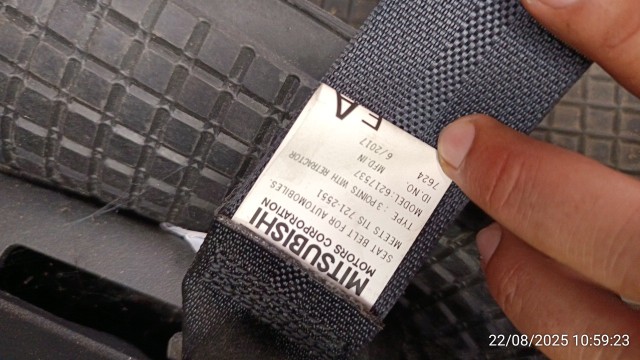 MITSUBISHI
MOTORS CORPORATION
SEAT BELT FOR AUTOMOBILES
MEETS TIS 721-2551
TYPE : 3 POINTS WITH RETRACTOR
MODEL:6217537
ID.NO. MFD.IN
7624 6/2017
EA
22/08/2025 10:59:23